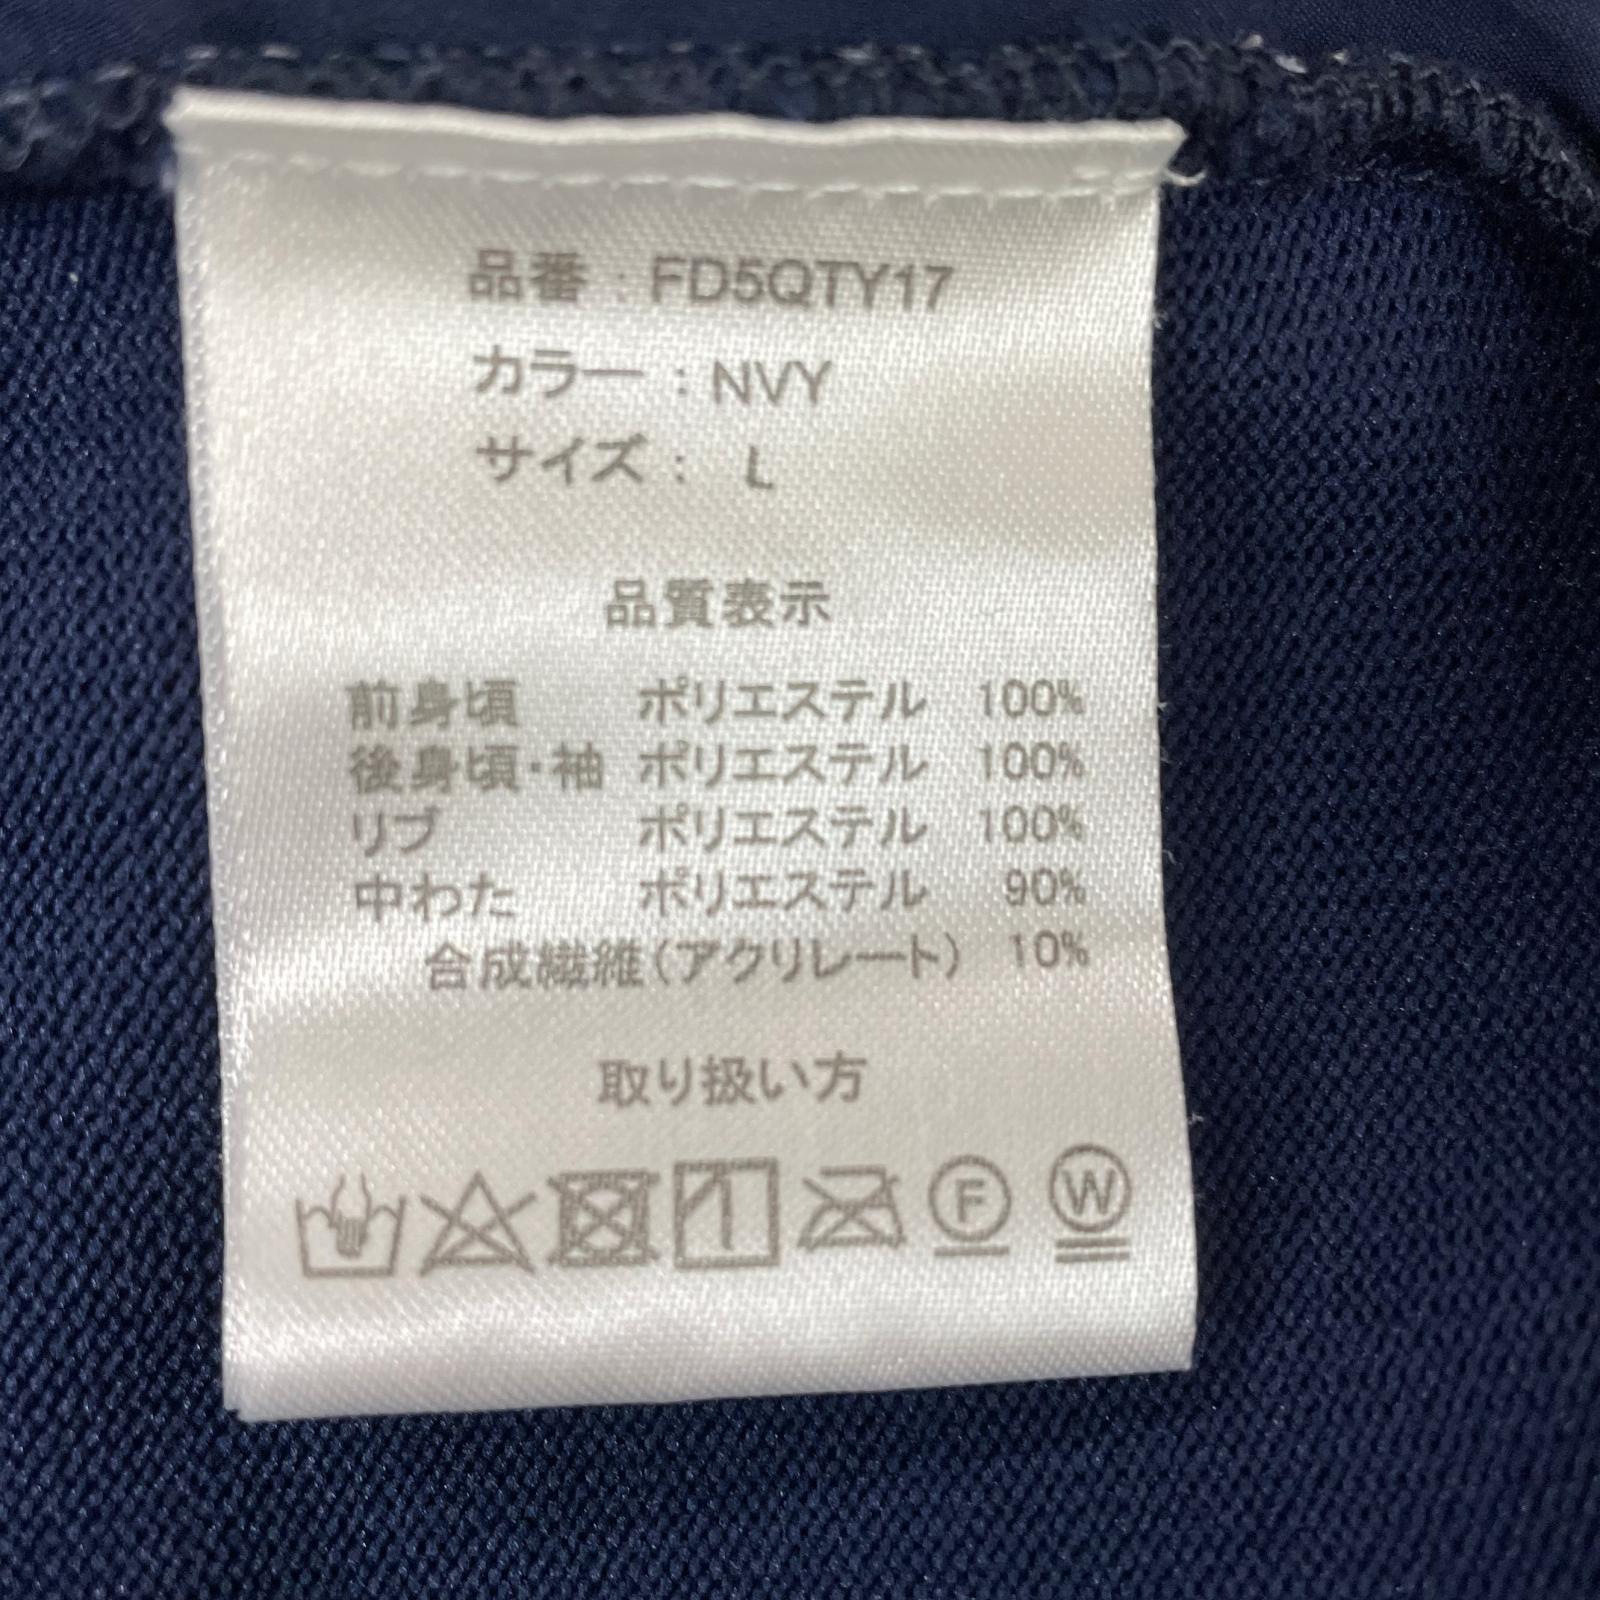 品番 : FD5QTY17
カラー : NVY
サイズ : L
品質表示
前身頃 ポリエステル 100%
後身頃・袖 ポリエステル 100%
リブ ポリエステル 100%
中わた ポリエステル 90%
合成繊維(アクリレート) 10%
取り扱い方
F W